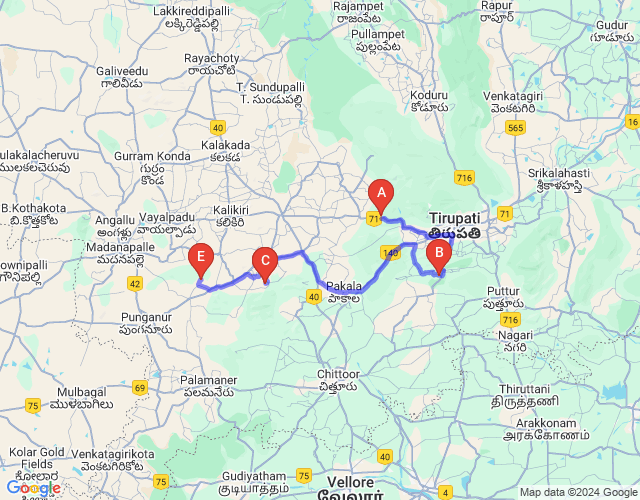 Lakkireddipalli
లక్కిరెడ్డిపల్లి
Rajampet
రాజంపేట
Rapur
రాపూర్
Gudur
గూడూరు
Pullampet
పుల్లంపేట
Rayachoty
రాయచోటి
Galiveedu
గాలివీడు
T. Sundupalli
T. సుండుపల్లి
Koduru
కోడూరు
Venkatagiri
వెంకటగిరి
40
565
16
ulakalacheruvu
ములకలచెరువు
Gurram Konda
గుర్రం
కొండ
Kalakada
కలకడ
716
Srikalahasti
శ్రీకాళహస్తి
A
B.Kothakota
బి.కొత్తకోట
Angallu
అంగళ్లు
Vayalpadu
వాయల్పాడు
Kalikiri
కలికిరి
71
Tirupati
తిరుపతి
71
Madanapalle
మదనపల్లె
E
C
140
B
42
Pakala
పాకాల
40
Puttur
పుత్తూరు
Punganur
పుంగనూరు
716
Nagari
నగరి
Chittoor
చిత్తూరు
Palamaner
పలమనేరు
69
Mulbagal
ముళబాగిలు
75
Thiruttani
திருத்தணி
Arakkonam
அரக்கோணம்
Kolar Gold
Fields
Venkatagirikota
వెంకటగిరికోట
75
Gudiyatham
குடியாத்தம்
Vellore
வேலூர்
75
4
Google
Map data ©2024 Google